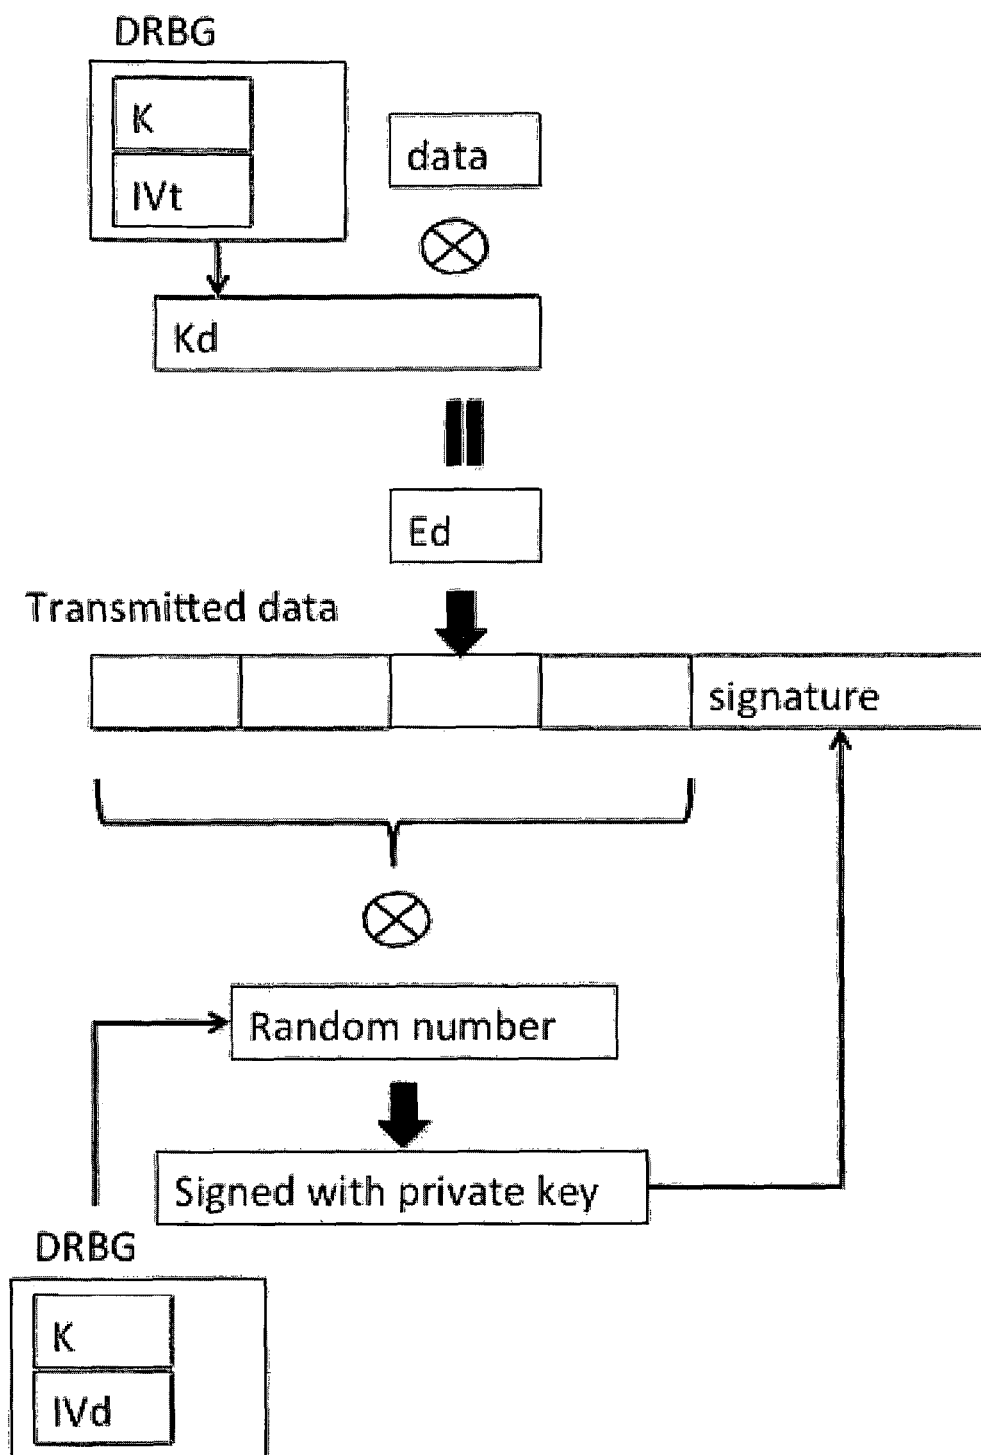 DRBG
K
data
IVt
Kd
Ed
Transmitted data
signature
Random number
Signed with private key
DRBG
K
IVd